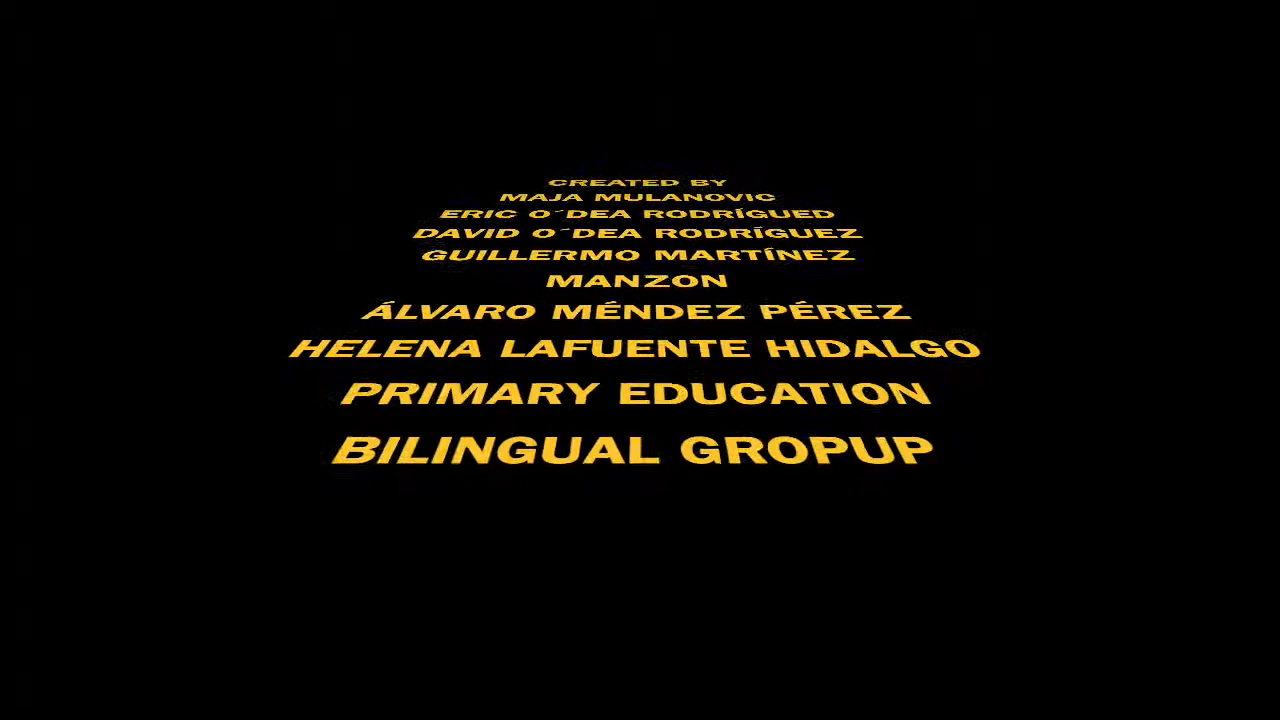 CREATED BY
MAJA MULANOVIC
ERIC O´DEA RODRÍGUED
DAVID O´DEA RODRÍGUEZ
GUILLERMO MARTÍNEZ
MANZON
ÁLVARO MÉNDEZ PÉREZ
HELENA LAFUENTE HIDALGO
PRIMARY EDUCATION
BILINGUAL GROPUP